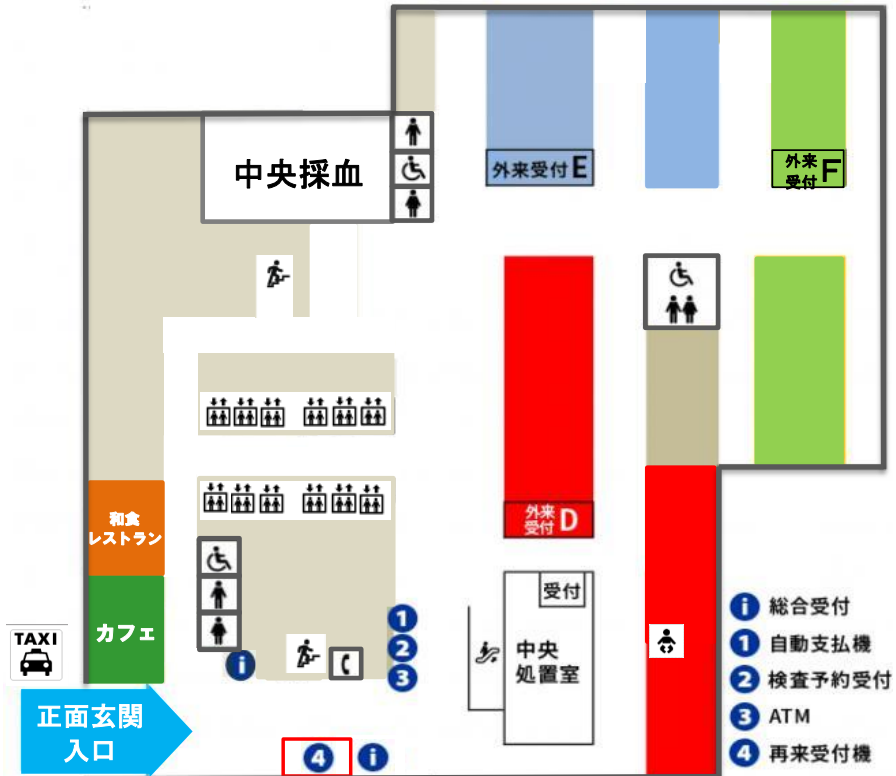 中央採血
外来受付E
外来
受付F
和食
レストラン
外来
受付D
受付
カフェ
1
2
3
中央
処置室
TAXI
i
正面玄関
入口
4
i
i 総合受付
1 自動支払機
2 検査予約受付
3 ATM
4 再来受付機